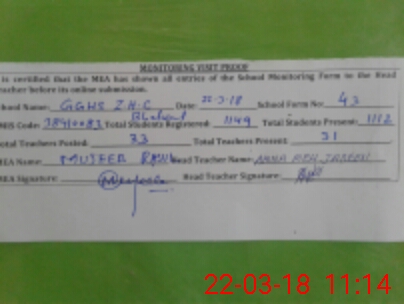 MONITORING VISIT PROOF
is certified that the MEA has shown all entries of the School Monitoring Form to the Head
teacher before its online submission.
School Name: GGHS Z.H.C Date: 22-3-18 School Form No: 43
EMIS Code: Total Students Registered: 1149 Total Students Present: 1112
Total Teachers Posted: 33 Total Teachers Present: 31
MEA Name: MUJEEB Head Teacher Name:
MEA Signature: Head Teacher Signature:
22-03-18 11:14